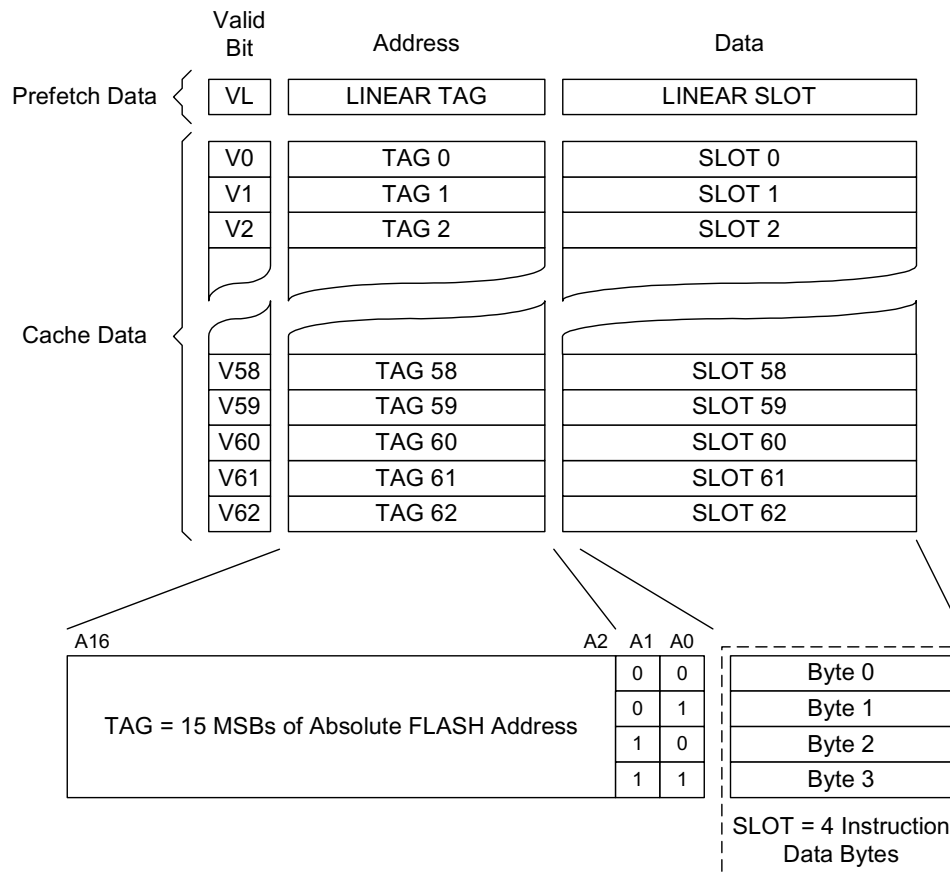 Valid
Bit
Address
Data
Prefetch Data
VL
LINEAR TAG
LINEAR SLOT
Cache Data
V0
TAG 0
SLOT 0
V1
TAG 1
SLOT 1
V2
TAG 2
SLOT 2
V58
TAG 58
SLOT 58
V59
TAG 59
SLOT 59
V60
TAG 60
SLOT 60
V61
TAG 61
SLOT 61
V62
TAG 62
SLOT 62
A16
A2
A1
A0
TAG = 15 MSBs of Absolute FLASH Address
0
0
Byte 0
0
1
Byte 1
1
0
Byte 2
1
1
Byte 3
SLOT = 4 Instruction
Data Bytes